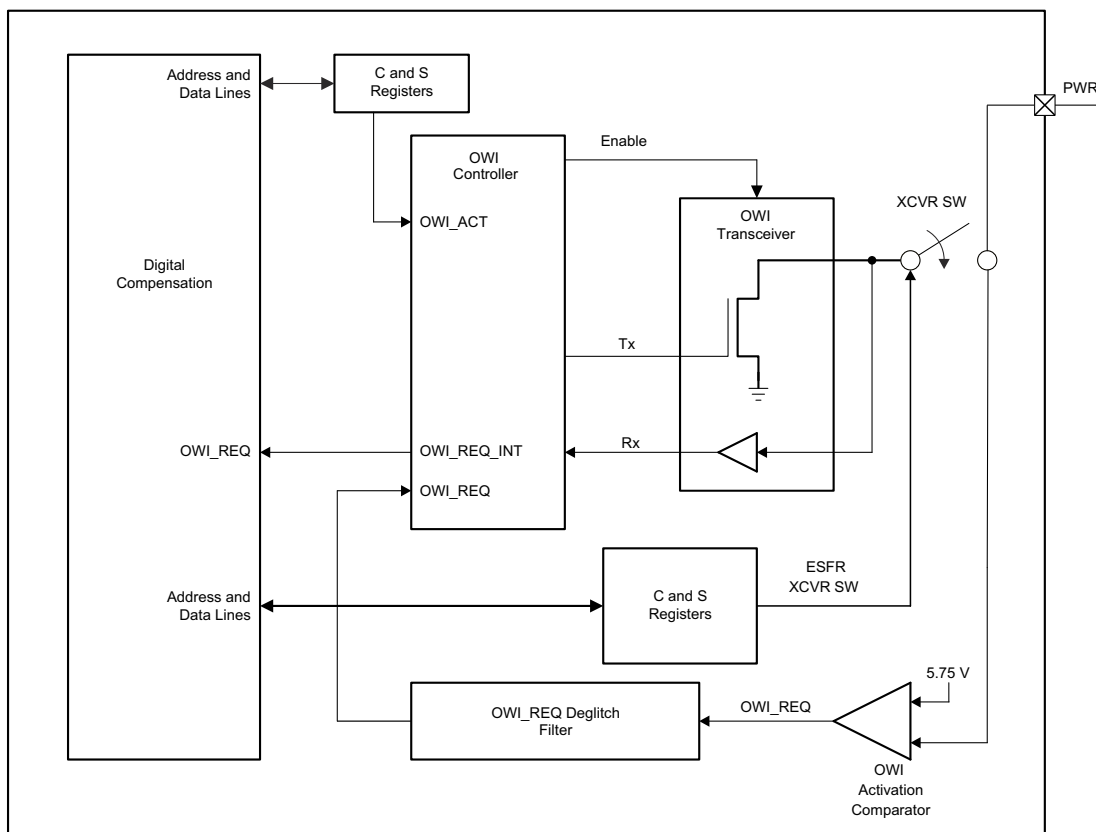 Address and
Data Lines
C and S
Registers
PWR
Enable
OWI
Controller
XCVR SW
OWI
Transceiver
OWI_ACT
Digital
Compensation
Tx
Rx
OWI_REQ
OWI_REQ_INT
OWI_REQ
Address and
Data Lines
C and S
Registers
ESFR
XCVR SW
5.75 V
OWI_REQ Deglitch
Filter
OWI_REQ
OWI
Activation
Comparator